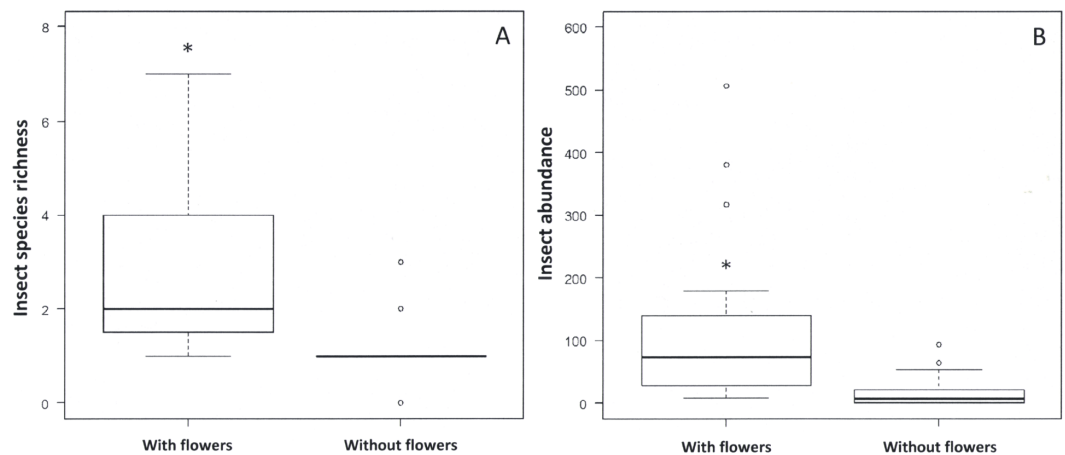 A
Insect species richness
8
6
4
2
0
*
With flowers
Without flowers
B
Insect abundance
600
500
400
300
200
100
0
*
With flowers
Without flowers